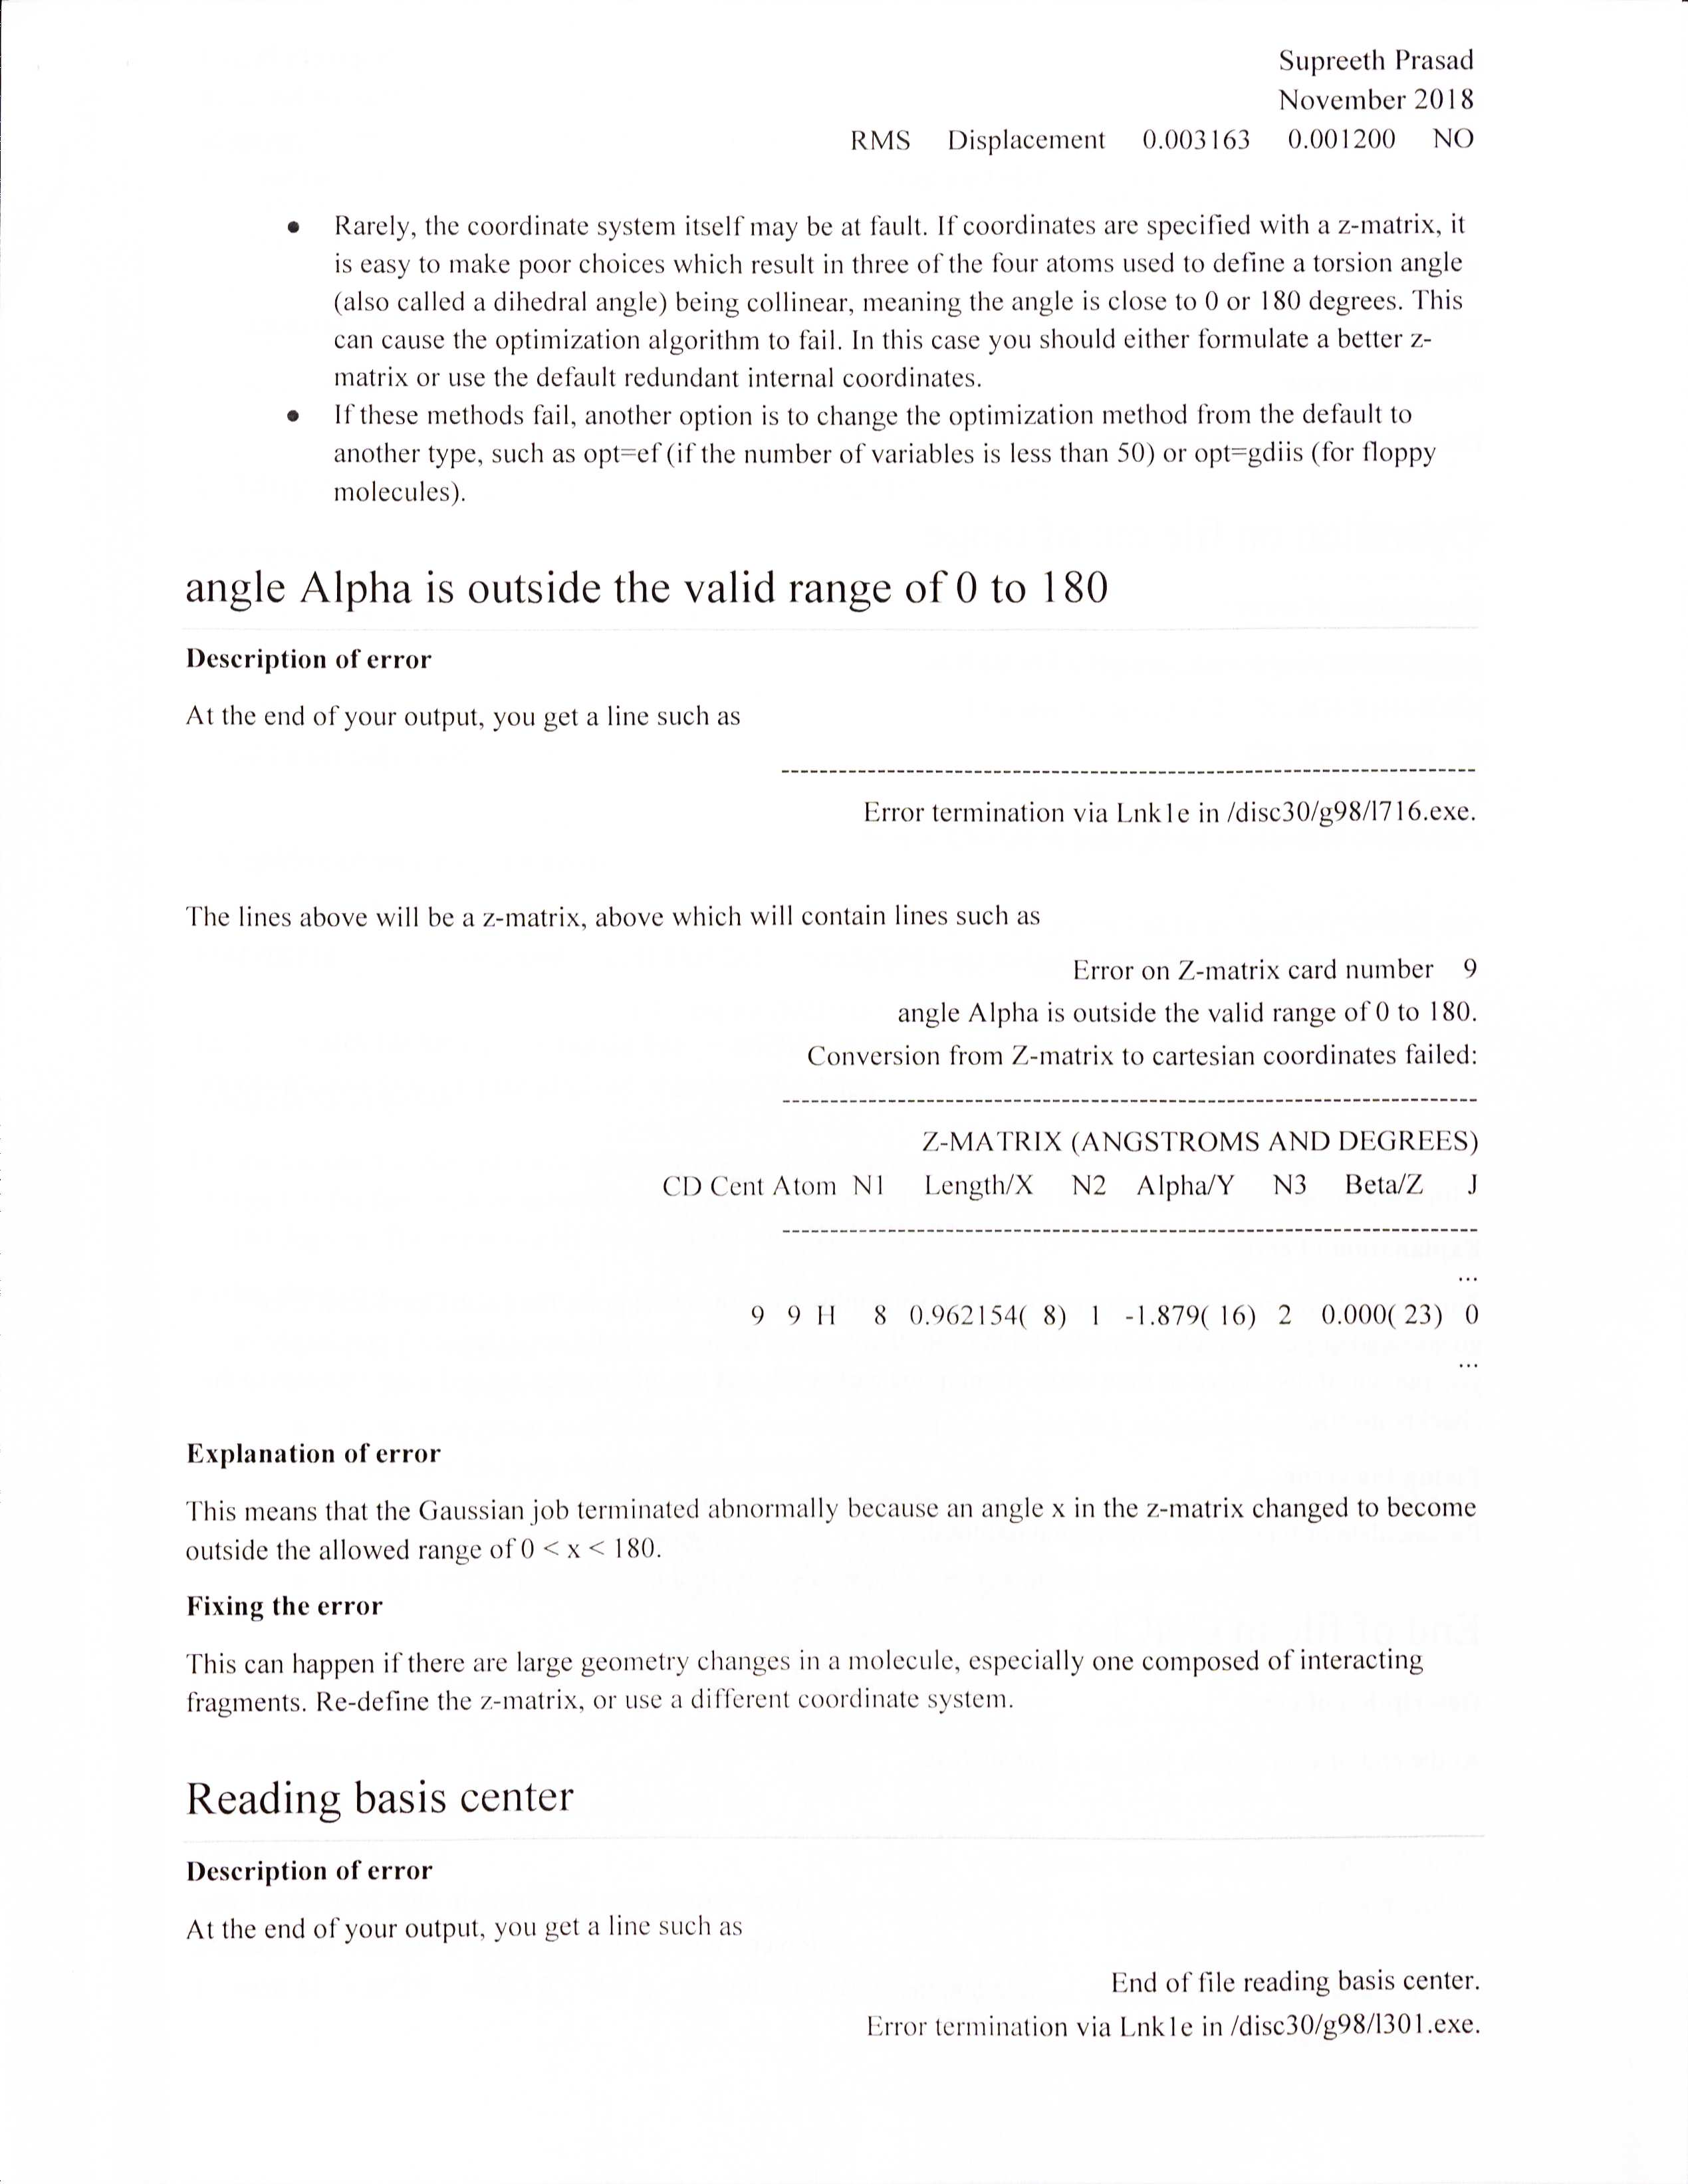 Supreeth Prasad
November 2018
RMS Displacement 0.003163 0.001200 NO
• Rarely, the coordinate system itself may be at fault. If coordinates are specified with a z-matrix, it
is easy to make poor choices which result in three of the four atoms used to define a torsion angle
(also called a dihedral angle) being collinear, meaning the angle is close to 0 or 180 degrees. This
can cause the optimization algorithm to fail. In this case you should either formulate a better z-
matrix or use the default redundant internal coordinates.
• If these methods fail, another option is to change the optimization method from the default to
another type, such as opt=ef (if the number of variables is less than 50) or opt=gdiis (for floppy
molecules).
angle Alpha is outside the valid range of 0 to 180
Description of error
At the end of your output, you get a line such as
--------------------------------------------------------------------------------
Error termination via Lnk1e in /disc30/g98/l716.exe.
The lines above will be a z-matrix, above which will contain lines such as
Error on Z-matrix card number 9
angle Alpha is outside the valid range of 0 to 180.
Conversion from Z-matrix to cartesian coordinates failed:
--------------------------------------------------------------------------------
Z-MATRIX (ANGSTROMS AND DEGREES)
CD Cent Atom N1 Length/X N2 Alpha/Y N3 Beta/Z J
--------------------------------------------------------------------------------
...
9 9 H 8 0.962154( 8) 1 -1.879( 16) 2 0.000( 23) 0
...
Explanation of error
This means that the Gaussian job terminated abnormally because an angle x in the z-matrix changed to become
outside the allowed range of 0 < x < 180.
Fixing the error
This can happen if there are large geometry changes in a molecule, especially one composed of interacting
fragments. Re-define the z-matrix, or use a different coordinate system.
Reading basis center
Description of error
At the end of your output, you get a line such as
End of file reading basis center.
Error termination via Lnk1e in /disc30/g98/l301.exe.